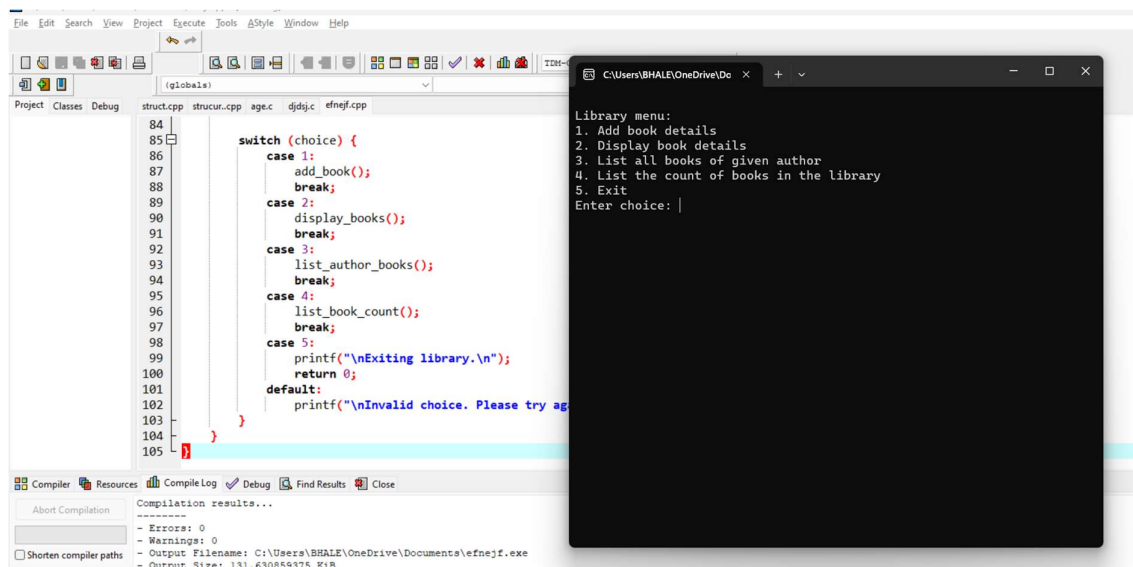 File Edit Search View Project Execute Tools AStyle Window Help
TDM-G
(globals)
Project Classes Debug
struct.cpp strucur..cpp age.c djdsj.c efnejf.cpp
84
85 switch (choice) {
86 case 1:
87 add_book();
88 break;
89 case 2:
90 display_books();
91 break;
92 case 3:
93 list_author_books();
94 break;
95 case 4:
96 list_book_count();
97 break;
98 case 5:
99 printf("\nExiting library.\n");
100 return 0;
101 default:
102 printf("\nInvalid choice. Please try aga
103 }
104 }
105 }
C:\Users\BHALE\OneDrive\Do
Library menu:
1. Add book details
2. Display book details
3. List all books of given author
4. List the count of books in the library
5. Exit
Enter choice:
Compiler Resources Compile Log Debug Find Results Close
Abort Compilation
Shorten compiler paths
Compilation results...
--------
- Errors: 0
- Warnings: 0
- Output Filename: C:\Users\BHALE\OneDrive\Documents\efnejf.exe
- Output Size: 131.630859375 KiB